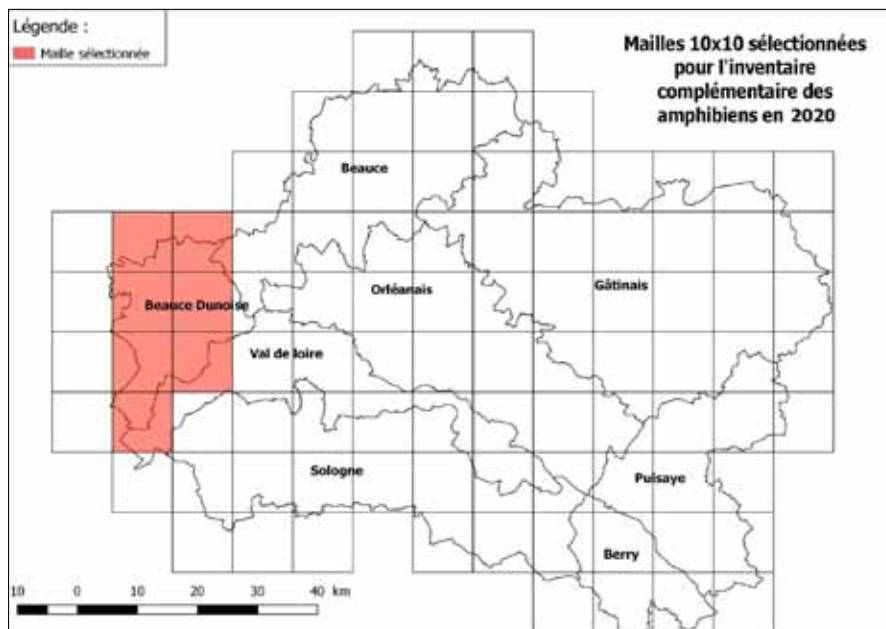 Légende :
Maille sélectionnée
Mailles 10x10 sélectionnées
pour l'inventaire
complémentaire des
amphibiens en 2020
Beauce
Beauce Dunoise
Orléanais
Gâtinais
Val de loire
Sologne
Puisaye
Berry
10 0 10 20 30 40 km